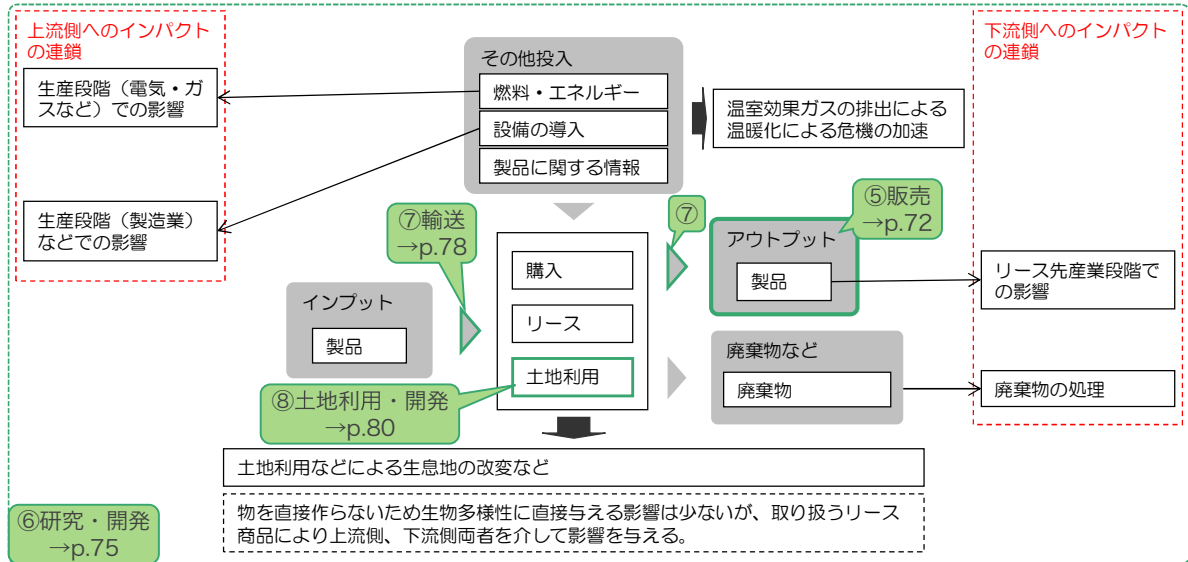 上流側へのインパクト
の連鎖
生産段階（電気・ガ
スなど）での影響
生産段階（製造業）
などでの影響
その他投入
燃料・エネルギー
設備の導入
製品に関する情報
温室効果ガスの排出による
温暖化による危機の加速
下流側へのインパクト
の連鎖
⑦輸送
→p.78
⑦
⑤販売
→p.72
インプット
製品
購入
リース
土地利用
アウトプット
製品
リース先産業段階で
の影響
廃棄物など
廃棄物
廃棄物の処理
⑧土地利用・開発
→p.80
土地利用などによる生息地の改変など
物を直接作らないため生物多様性に直接与える影響は少ないが、取り扱うリース
商品により上流側、下流側両者を介して影響を与える。
⑥研究・開発
→p.75